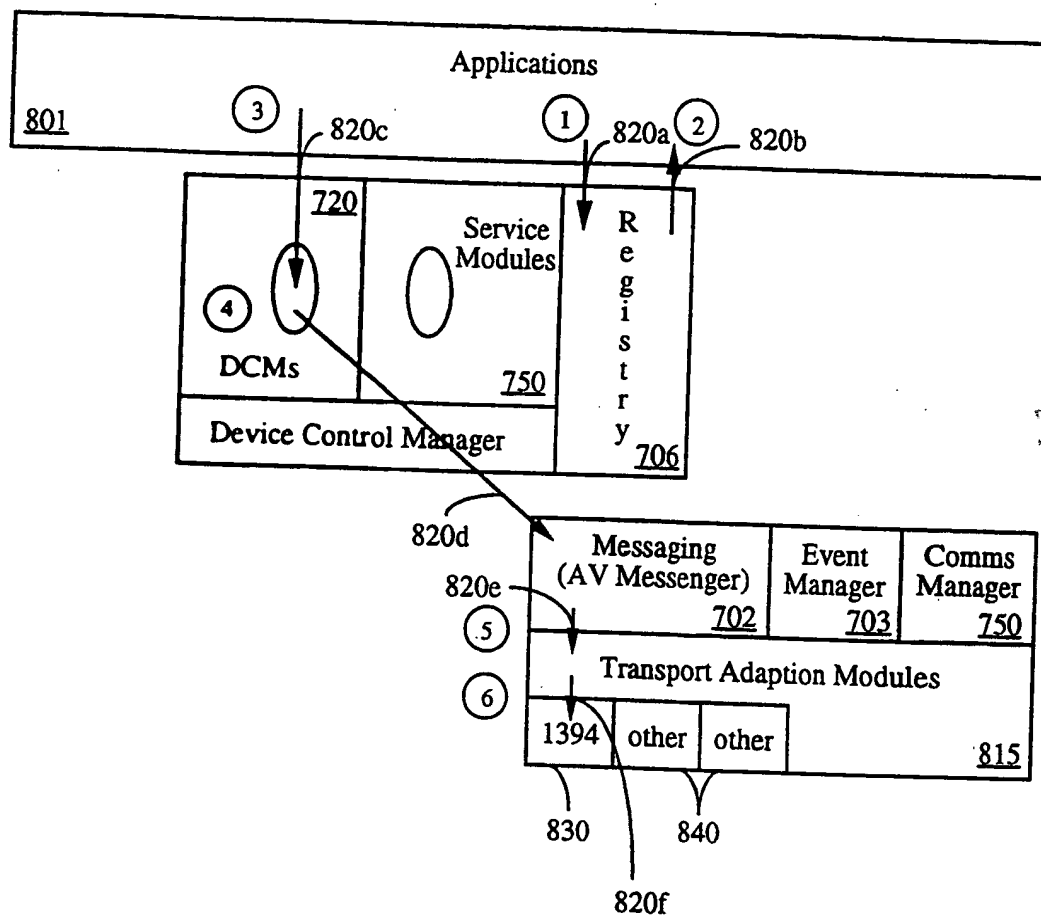 Applications
801
3
820c
1
820a
2
820b
720
4
DCMs
Service
Modules
750
Registry
706
Device Control Manager
820d
Messaging
(AV Messenger)
702
Event
Manager
703
Comms
Manager
750
820e
.5
Transport Adaption Modules
6
1394
other
other
815
830
840
820f